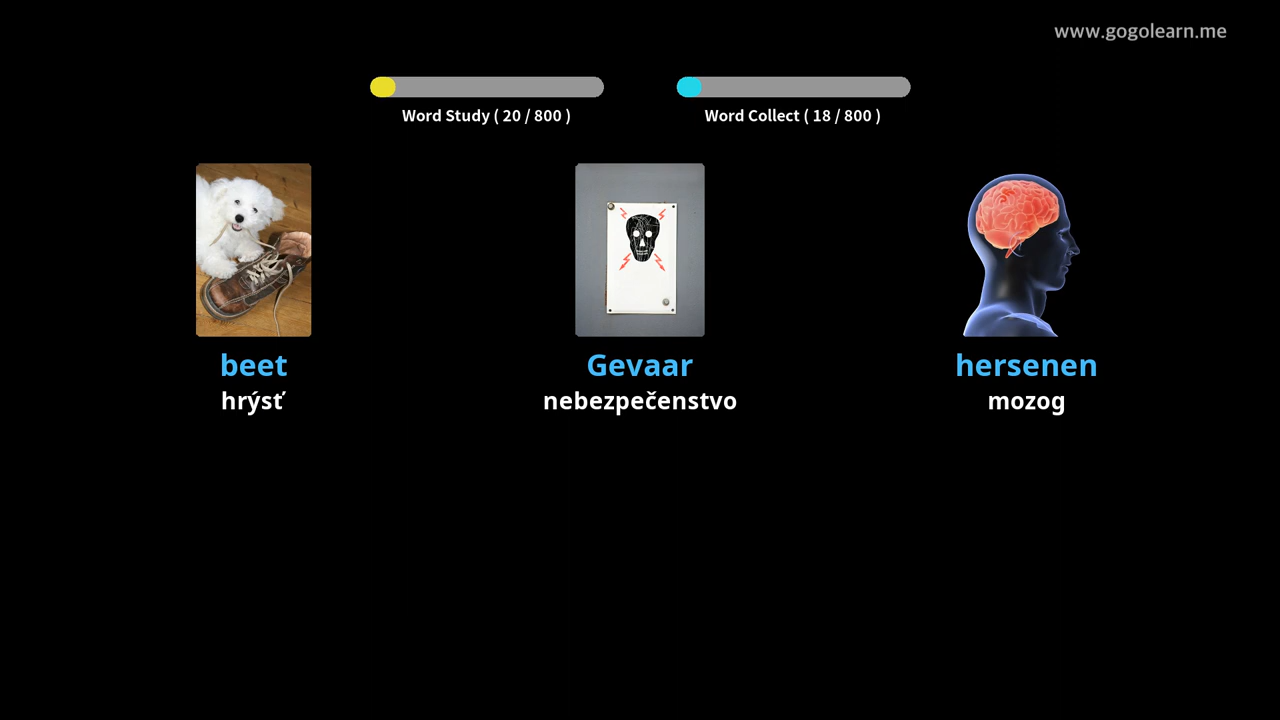 www.gogolearn.me
Word Study ( 20 / 800 )
Word Collect ( 18 / 800 )
beet
hrýsť
Gevaar
nebezpečenstvo
hersenen
mozog